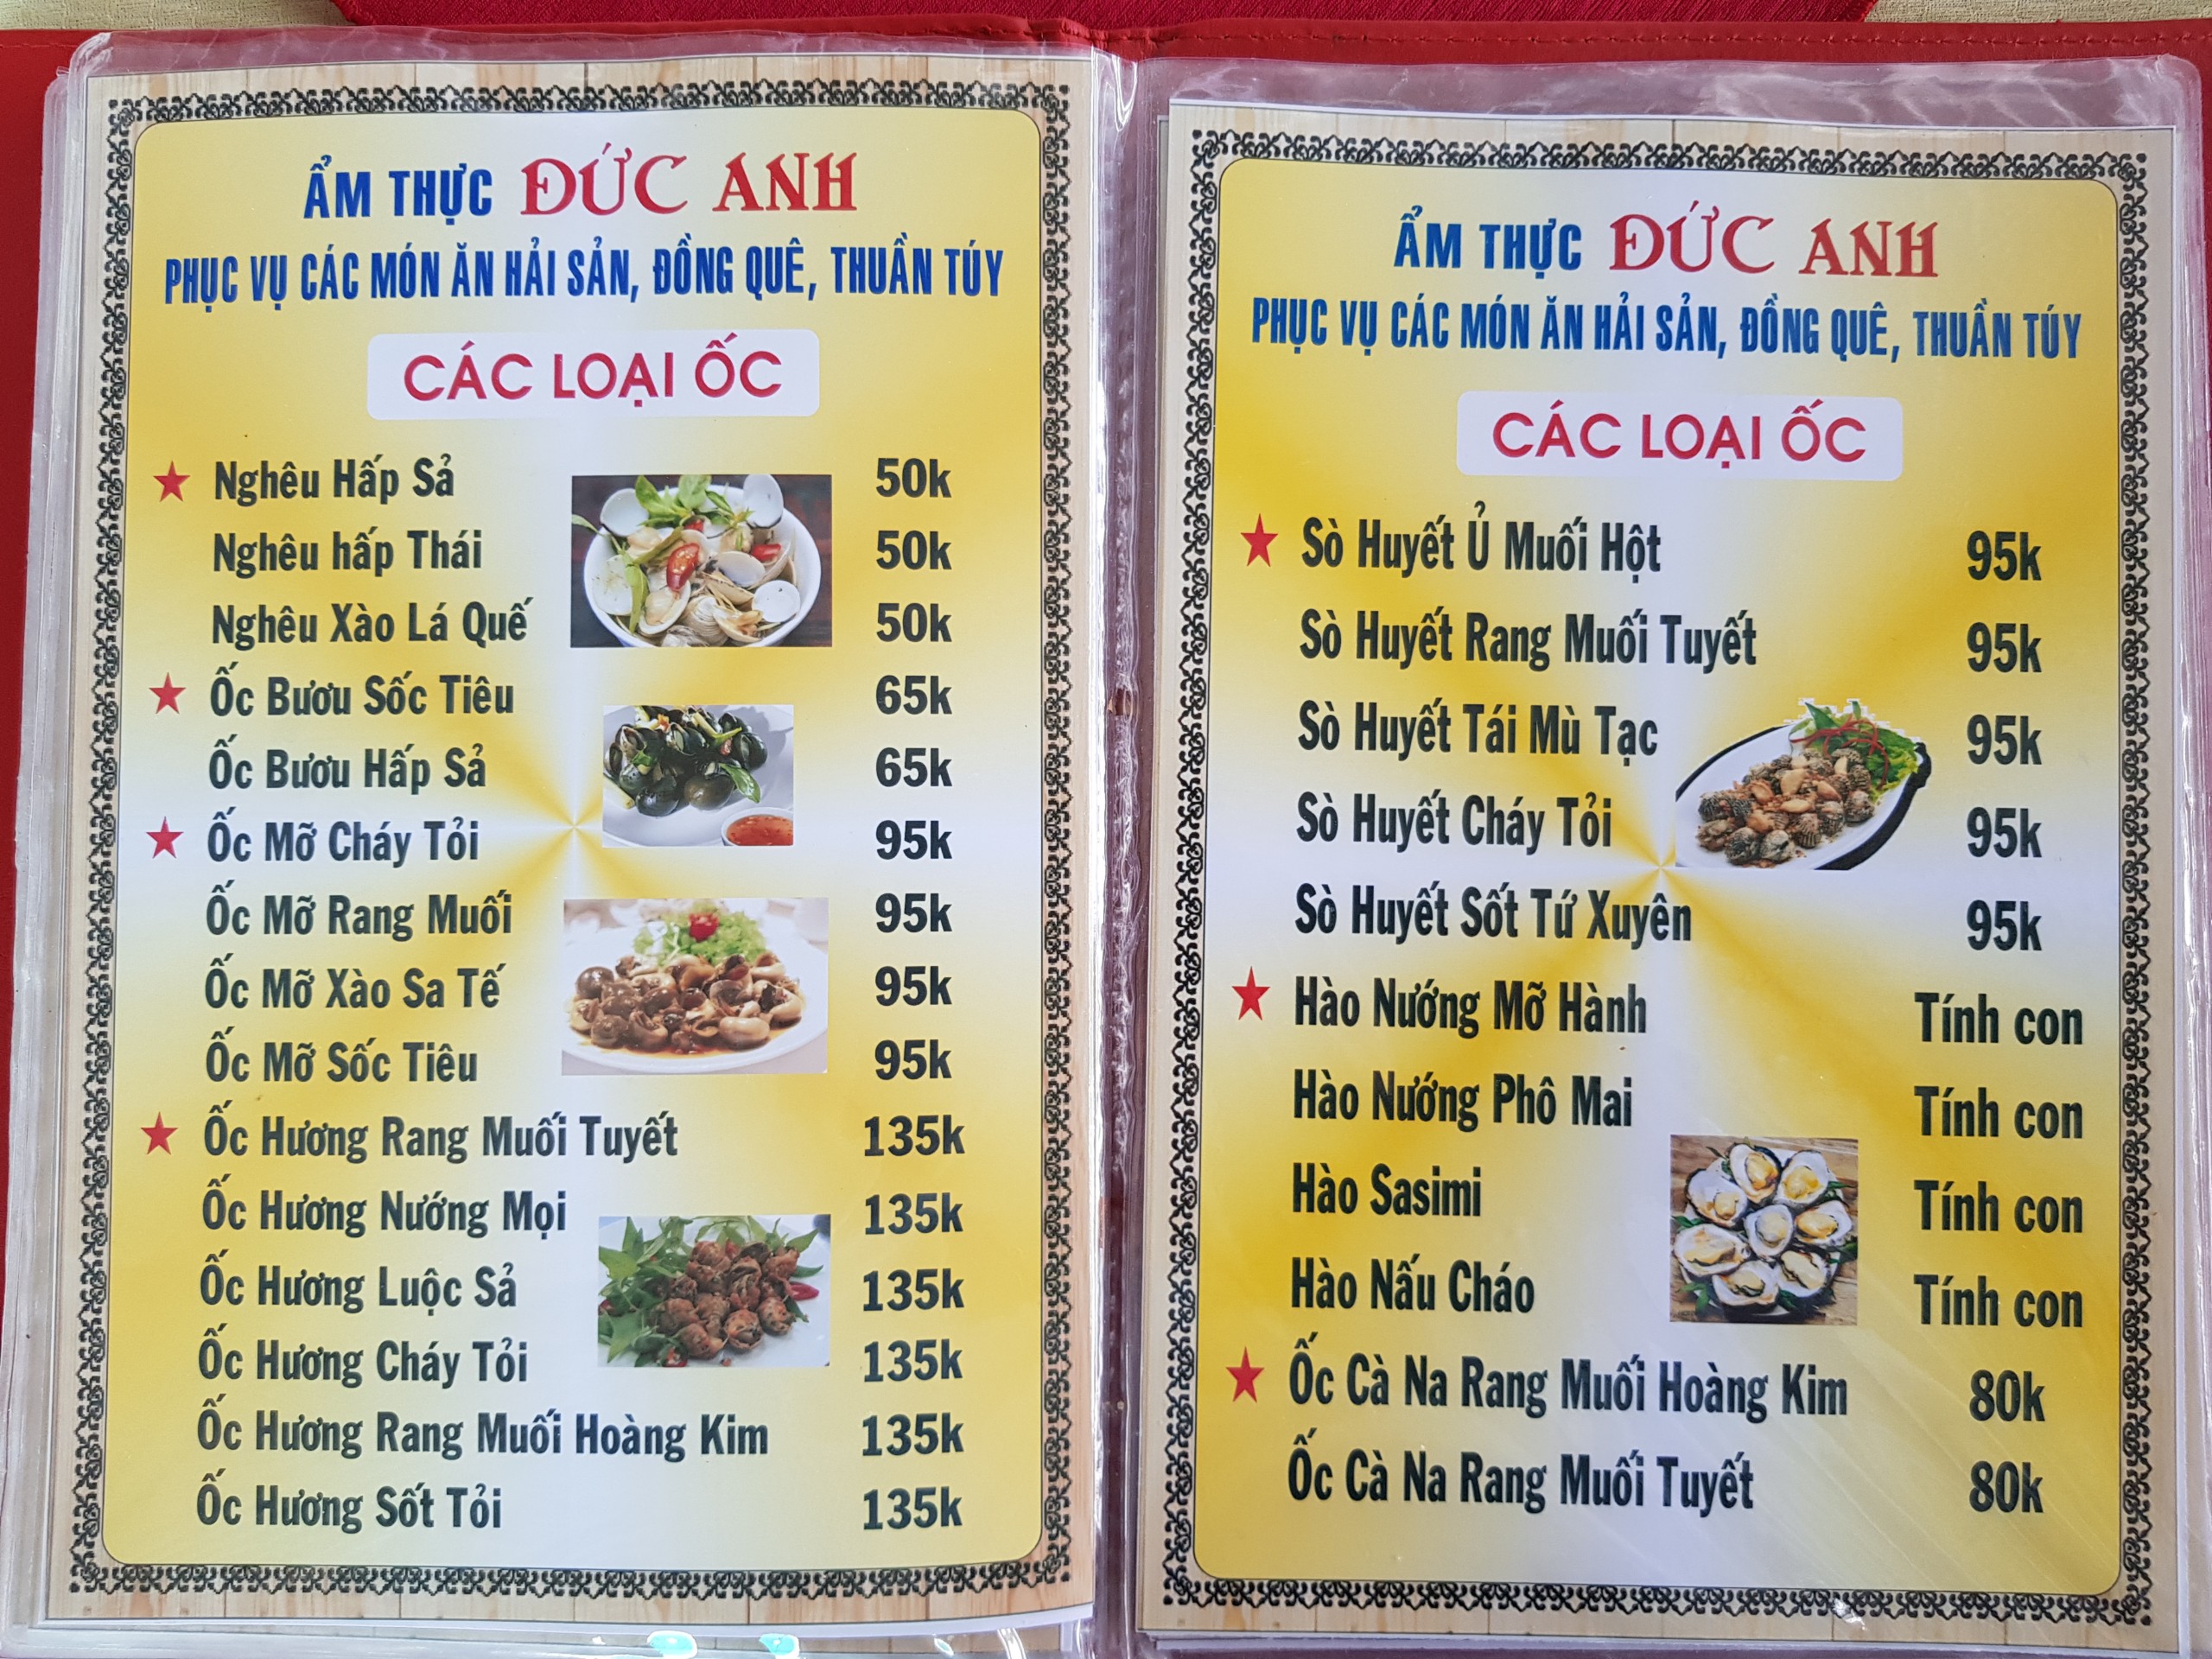 ẨM THỰC ĐỨC ANH
PHỤC VỤ CÁC MÓN ĂN HẢI SẢN, ĐỒNG QUÊ, THUẦN TÚY
CÁC LOẠI ỐC
Nghêu Hấp Sả 50k
Nghêu hấp Thái 50k
Nghêu Xào Lá Quế 50k
Ốc Bươu Sốc Tiêu 65k
Ốc Bươu Hấp Sả 65k
Ốc Mỡ Cháy Tỏi 95k
Ốc Mỡ Rang Muối 95k
Ốc Mỡ Xào Sa Tế 95k
Ốc Mỡ Sốc Tiêu 95k
Ốc Hương Rang Muối Tuyết 135k
Ốc Hương Nướng Mọi 135k
Ốc Hương Luộc Sả 135k
Ốc Hương Cháy Tỏi 135k
Ốc Hương Rang Muối Hoàng Kim 135k
Ốc Hương Sốt Tỏi 135k
ẨM THỰC ĐỨC ANH
PHỤC VỤ CÁC MÓN ĂN HẢI SẢN, ĐỒNG QUÊ, THUẦN TÚY
CÁC LOẠI ỐC
Sò Huyết Ủ Muối Hột 95k
Sò Huyết Rang Muối Tuyết 95k
Sò Huyết Tái Mù Tạc 95k
Sò Huyết Cháy Tỏi 95k
Sò Huyết Sốt Tứ Xuyên 95k
Hào Nướng Mỡ Hành Tính con
Hào Nướng Phô Mai Tính con
Hào Sasimi Tính con
Hào Nấu Cháo Tính con
Ốc Cà Na Rang Muối Hoàng Kim 80k
Ốc Cà Na Rang Muối Tuyết 80k